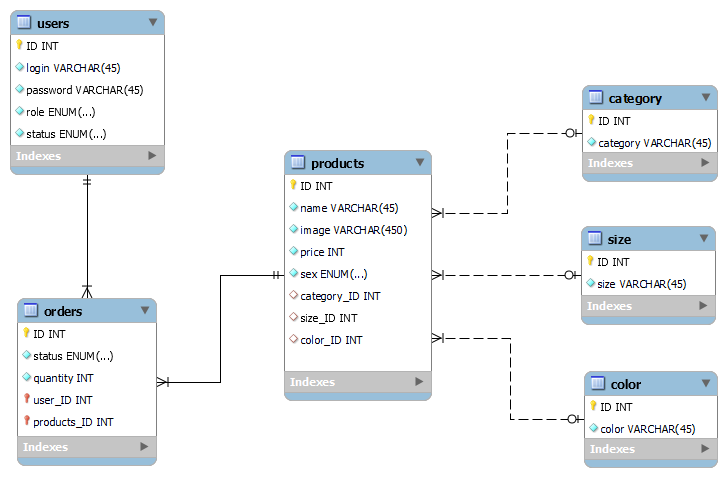 users
ID INT
login VARCHAR(45)
password VARCHAR(45)
role ENUM(...)
status ENUM(...)
Indexes
orders
ID INT
status ENUM(...)
quantity INT
user_ID INT
products_ID INT
Indexes
products
ID INT
name VARCHAR(45)
image VARCHAR(450)
price INT
sex ENUM(...)
category_ID INT
size_ID INT
color_ID INT
Indexes
category
ID INT
category VARCHAR(45)
Indexes
size
ID INT
size VARCHAR(45)
Indexes
color
ID INT
color VARCHAR(45)
Indexes